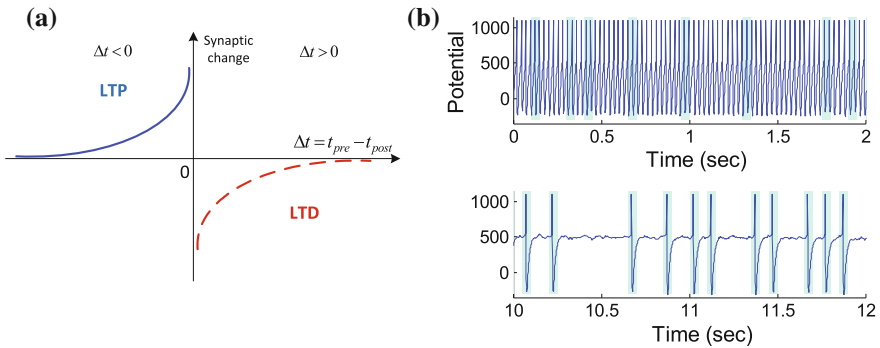 (a)
Δt<0
Synaptic
change
Δt>0
LTP
Δt = t_pre − t_post
0
LTD
(b)
Potential
1000
500
0
0 0.5 1 1.5 2
Time (sec)
1000
500
0
10 10.5 11 11.5 12
Time (sec)